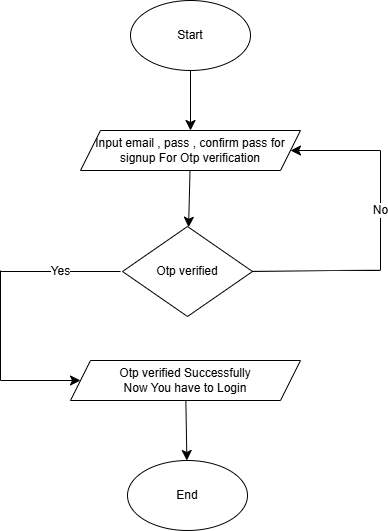 Start
Input email , pass , confirm pass for
signup For Otp verification
No
Otp verified
Yes
Otp verified Successfully
Now You have to Login
End